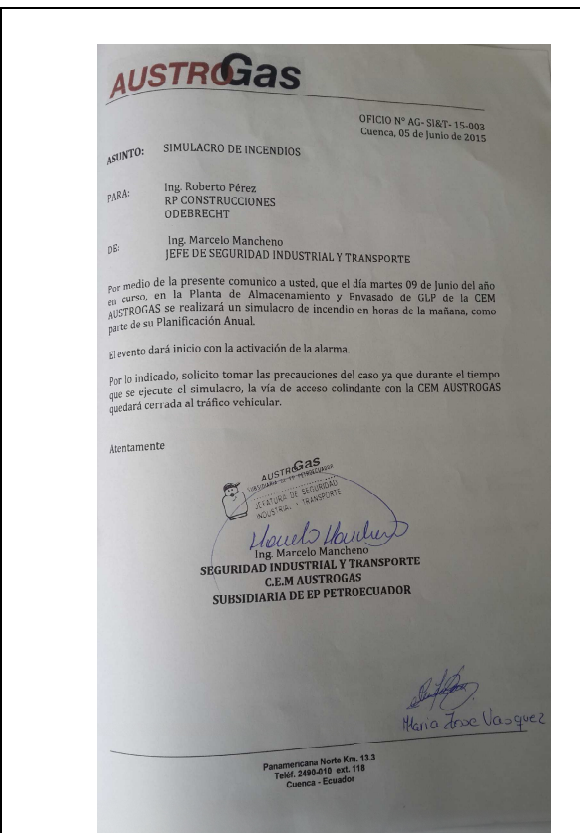 AUSTROGas
OFICIO Nº AG- SI&T- 15-003
Cuenca, 05 de Junio de 2015
ASUNTO: SIMULACRO DE INCENDIOS
PARA: Ing. Roberto Pérez
RP CONSTRUCCIONES
ODEBRECHT
DE: Ing. Marcelo Mancheno
JEFE DE SEGURIDAD INDUSTRIAL Y TRANSPORTE
Por medio de la presente comunico a usted, que el día martes 09 de Junio del año
en curso, en la Planta de Almacenamiento y Envasado de GLP de la CEM
AUSTROGAS se realizará un simulacro de incendio en horas de la mañana, como
parte de su Planificación Anual.
El evento dará inicio con la activación de la alarma
Por lo indicado, solicito tomar las precauciones del caso ya que durante el tiempo
que se ejecute el simulacro, la vía de acceso colindante con la CEM AUSTROGAS
quedará cerrada al tráfico vehicular.
Atentamente
AUSTROGas
SUBSIDIARIA DE EP PETROECUADOR
JEFATURA DE SEGURIDAD
INDUSTRIAL Y TRANSPORTE
Marcelo Mancheno
Ing. Marcelo Mancheno
SEGURIDAD INDUSTRIAL Y TRANSPORTE
C.E.M AUSTROGAS
SUBSIDIARIA DE EP PETROECUADOR
Maria Jose Vasquez
Panamericana Norte Km. 13.3
Teléf. 2490-010 ext. 118
Cuenca - Ecuador